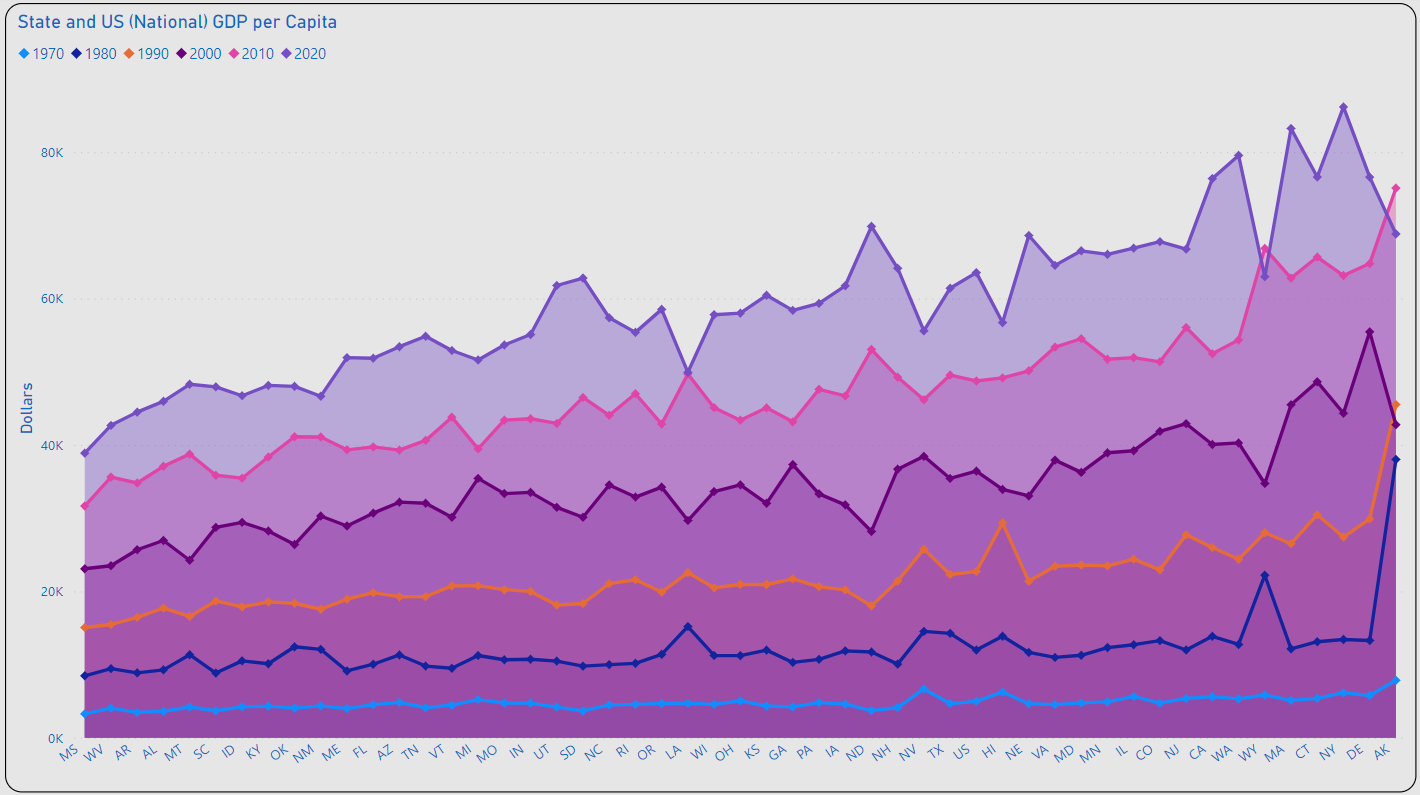 State and US (National) GDP per Capita
1970 1980 1990 2000 2010 2020
80K
60K
40K
20K
0K
Dollars
MS WV AR AL MT SC ID KY OK NM ME FL AZ TN VT MI MO IN UT SD NC RI OR LA WI OH KS GA PA IA ND NH NV TX US HI NE VA MD MN IL CO NJ CA WA WY MA CT NY DE AK